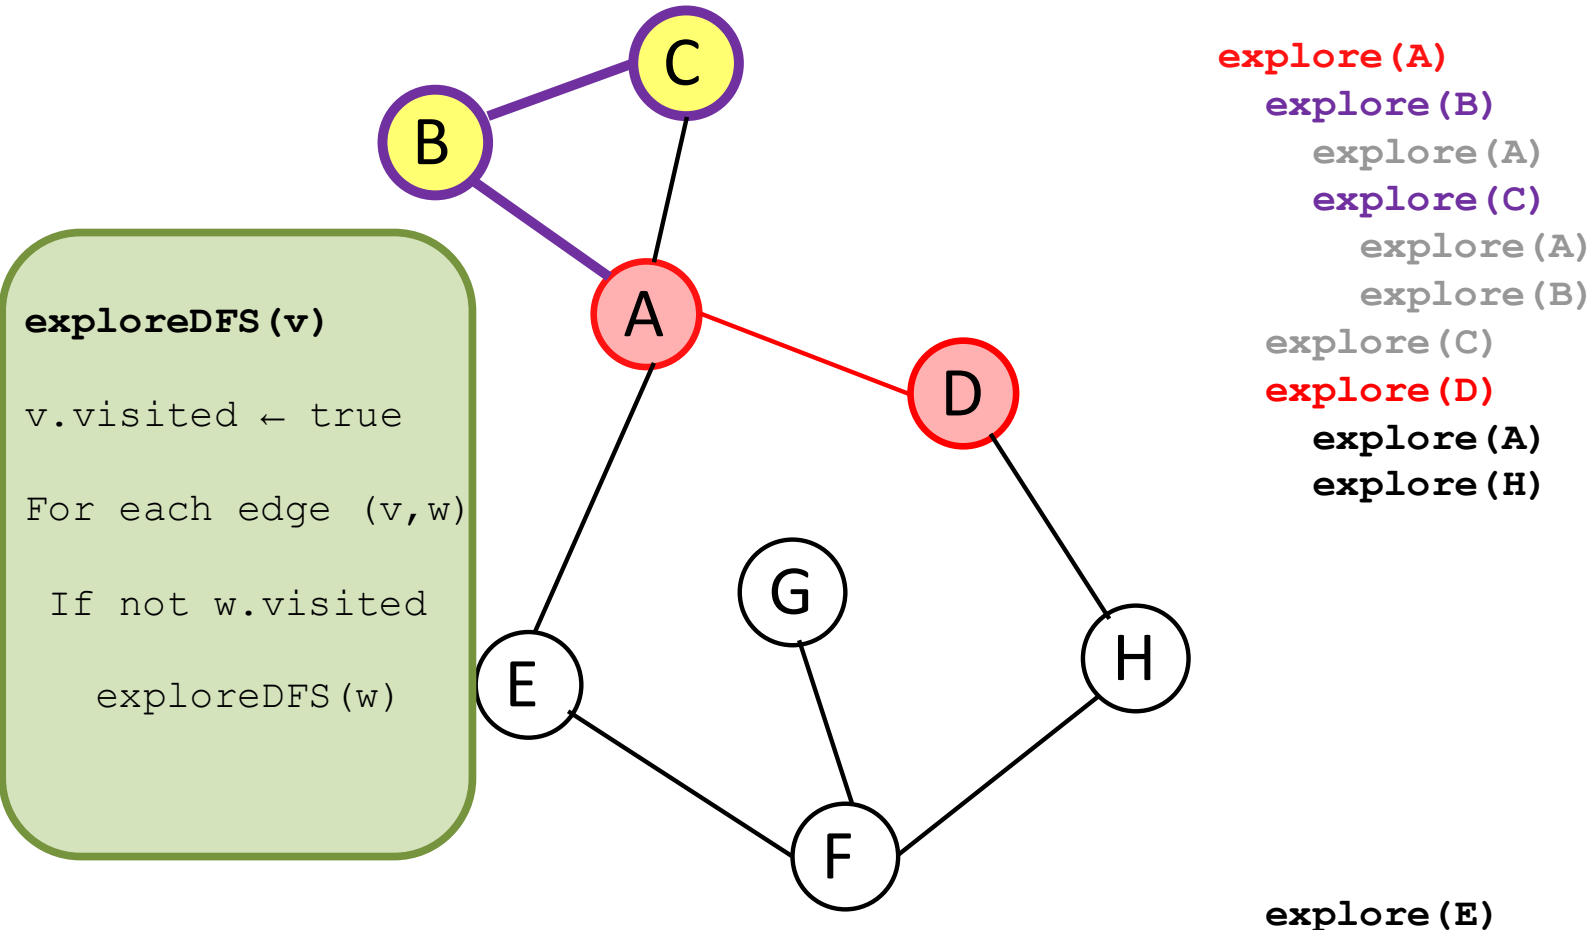 C
B
A
D
G
E
H
F
exploreDFS(v)
v.visited ← true
For each edge (v,w)
If not w.visited
exploreDFS(w)
explore(A)
explore(B)
explore(A)
explore(C)
explore(A)
explore(B)
explore(C)
explore(D)
explore(A)
explore(H)
explore(E)